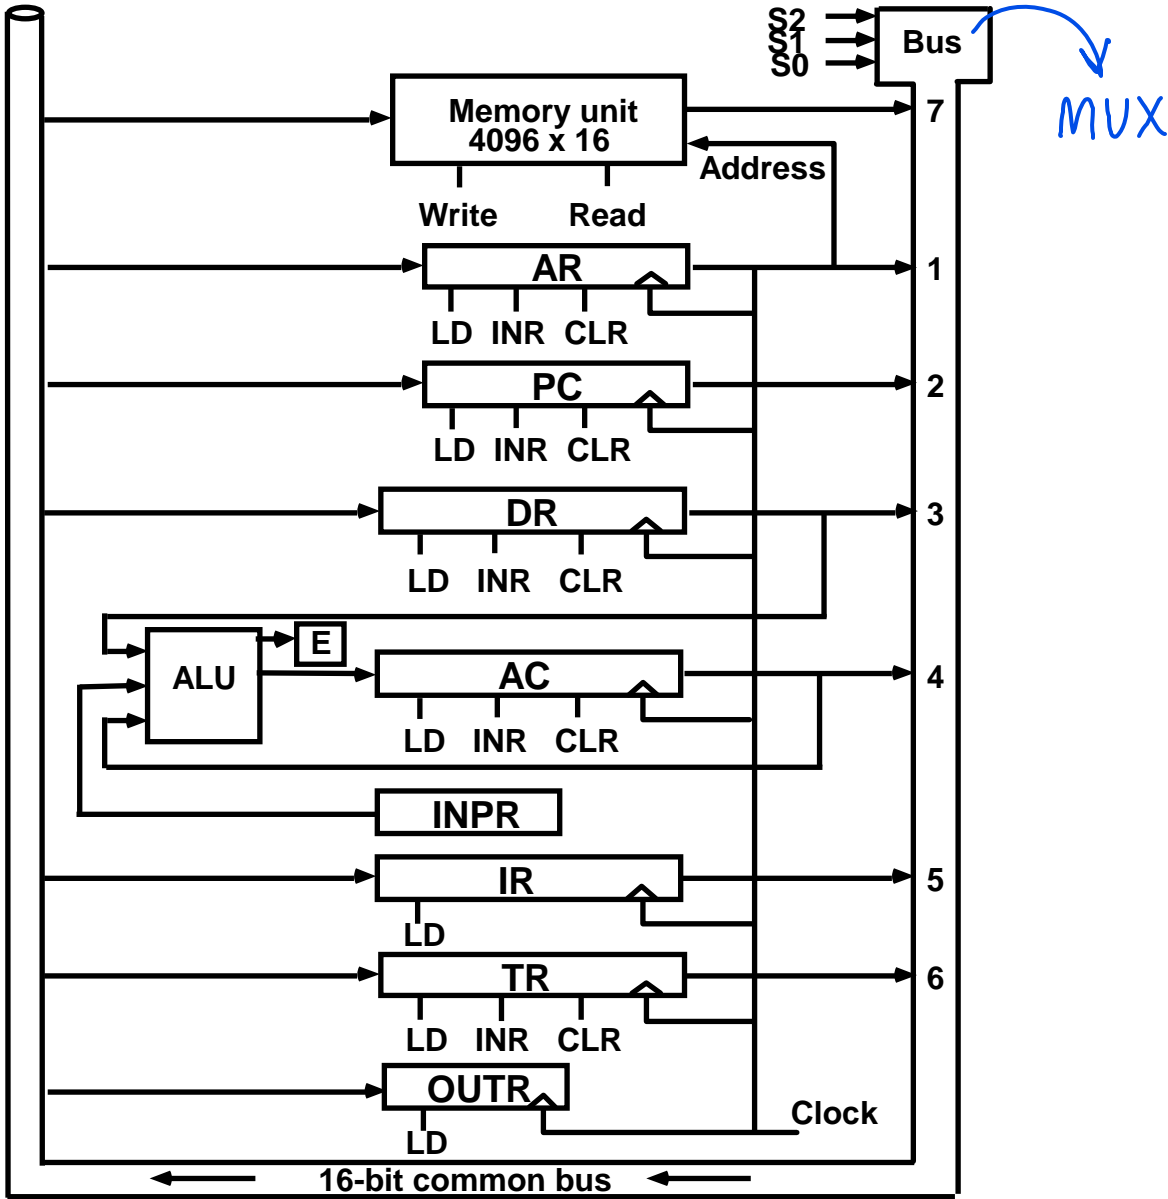 S2
S1
S0
Bus
MUX
Memory unit
4096 x 16
7
Address
Write Read
AR
1
LD INR CLR
PC
2
LD INR CLR
DR
3
LD INR CLR
E
ALU
AC
4
LD INR CLR
INPR
IR
5
LD
TR
6
LD INR CLR
OUTR
Clock
LD
16-bit common bus